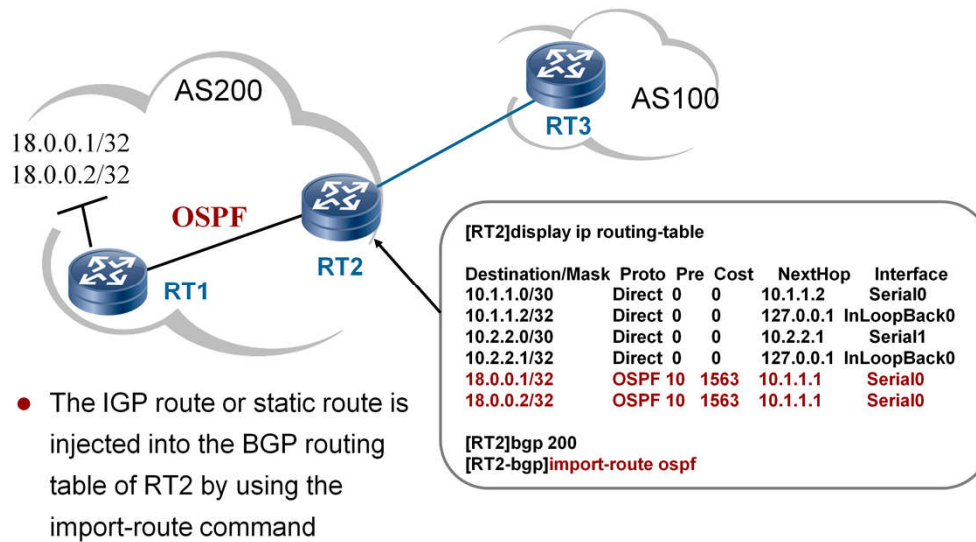 AS200
AS100
18.0.0.1/32
18.0.0.2/32
RT3
OSPF
RT2
RT1
[RT2]display ip routing-table
Destination/Mask Proto Pre Cost NextHop Interface
10.1.1.0/30 Direct 0 0 10.1.1.2 Serial0
10.1.1.2/32 Direct 0 0 127.0.0.1 InLoopBack0
10.2.2.0/30 Direct 0 0 10.2.2.1 Serial1
10.2.2.1/32 Direct 0 0 127.0.0.1 InLoopBack0
18.0.0.1/32 OSPF 10 1563 10.1.1.1 Serial0
18.0.0.2/32 OSPF 10 1563 10.1.1.1 Serial0
[RT2]bgp 200
[RT2-bgp]import-route ospf
• The IGP route or static route is
injected into the BGP routing
table of RT2 by using the
import-route command